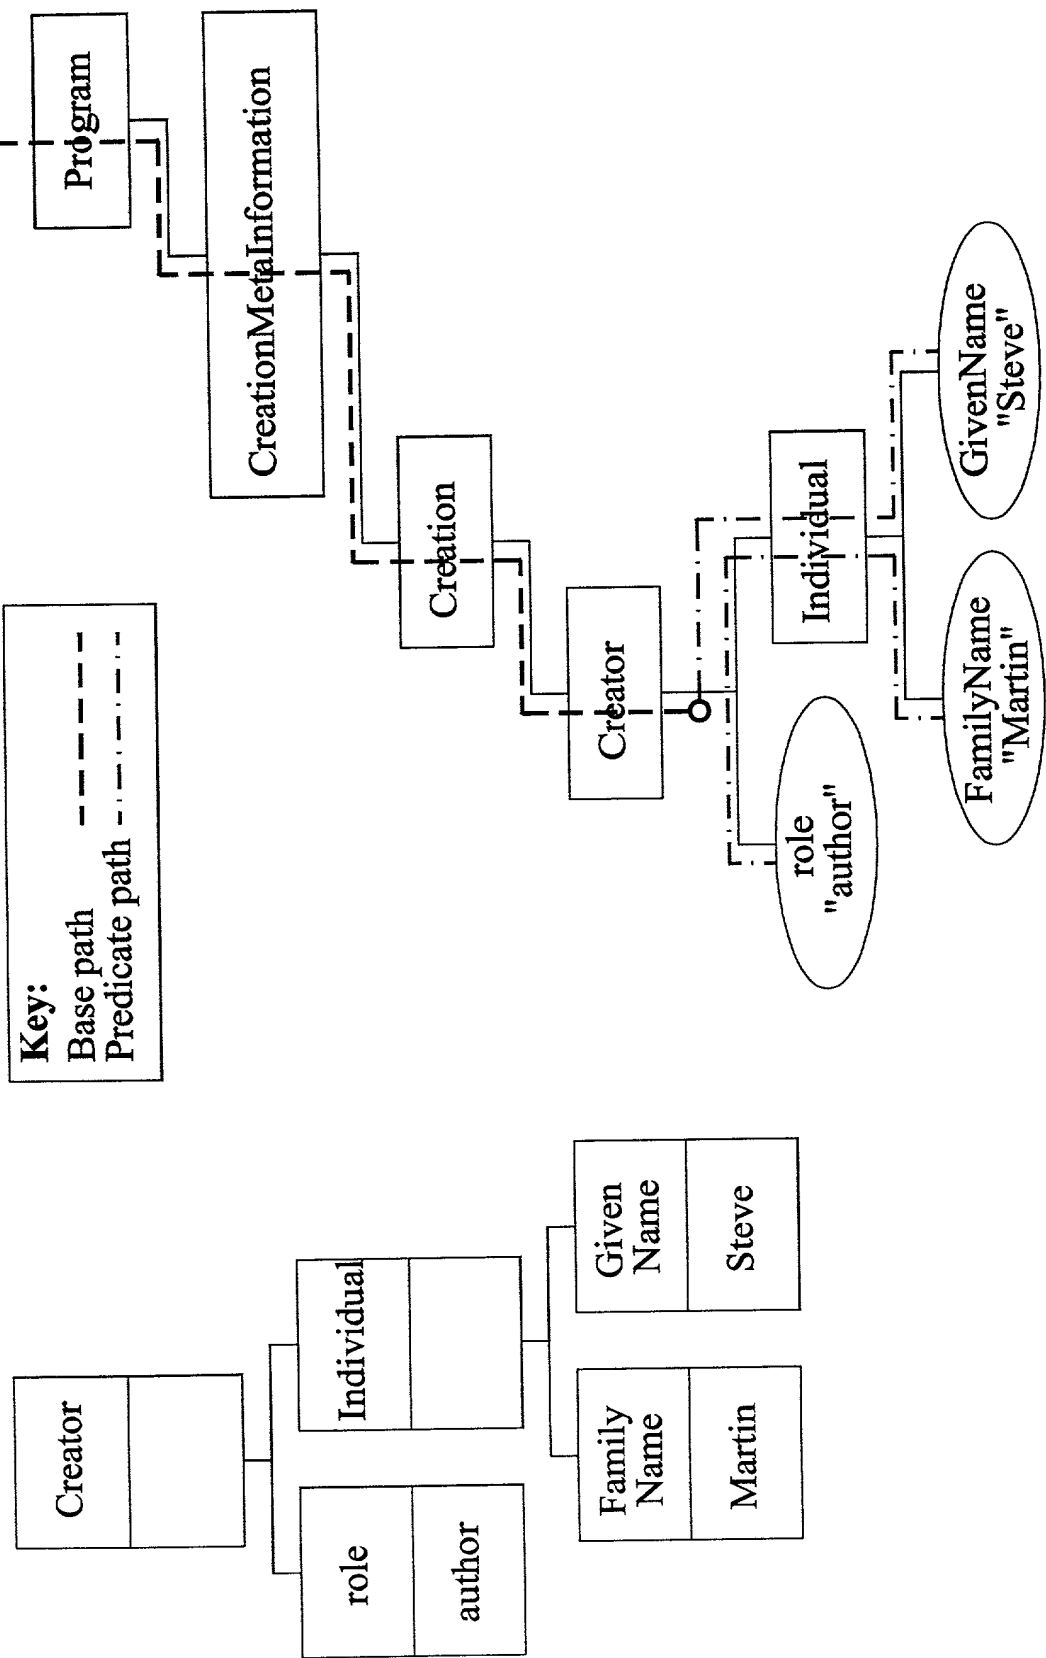 Creator
role
author
Individual
Family
Name
Martin
Given
Name
Steve
Key:
Base path
Predicate path
Program
CreationMetaInformation
Creation
Creator
role
"author"
Individual
FamilyName
"Martin"
GivenName
"Steve"